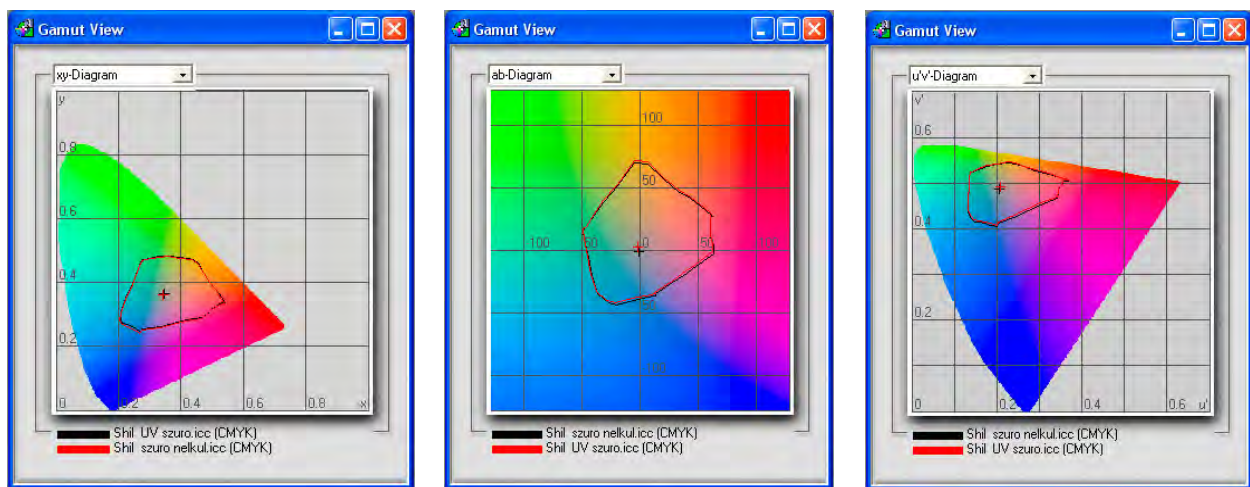 Gamut View
xy-Diagram
y
0.8
0.6
0.4
0.2
0 0.2 0.4 0.6 0.8 x
Shil UV szuro.icc (CMYK)
Shil szuro nelkul.icc (CMYK)
Gamut View
ab-Diagram
100
50
100 50 0 50 100
50
100
Shil szuro nelkul.icc (CMYK)
Shil UV szuro.icc (CMYK)
Gamut View
u'v'-Diagram
v'
0.6
0.4
0.2
0 0.2 0.4 0.6 u'
Shil szuro nelkul.icc (CMYK)
Shil UV szuro.icc (CMYK)